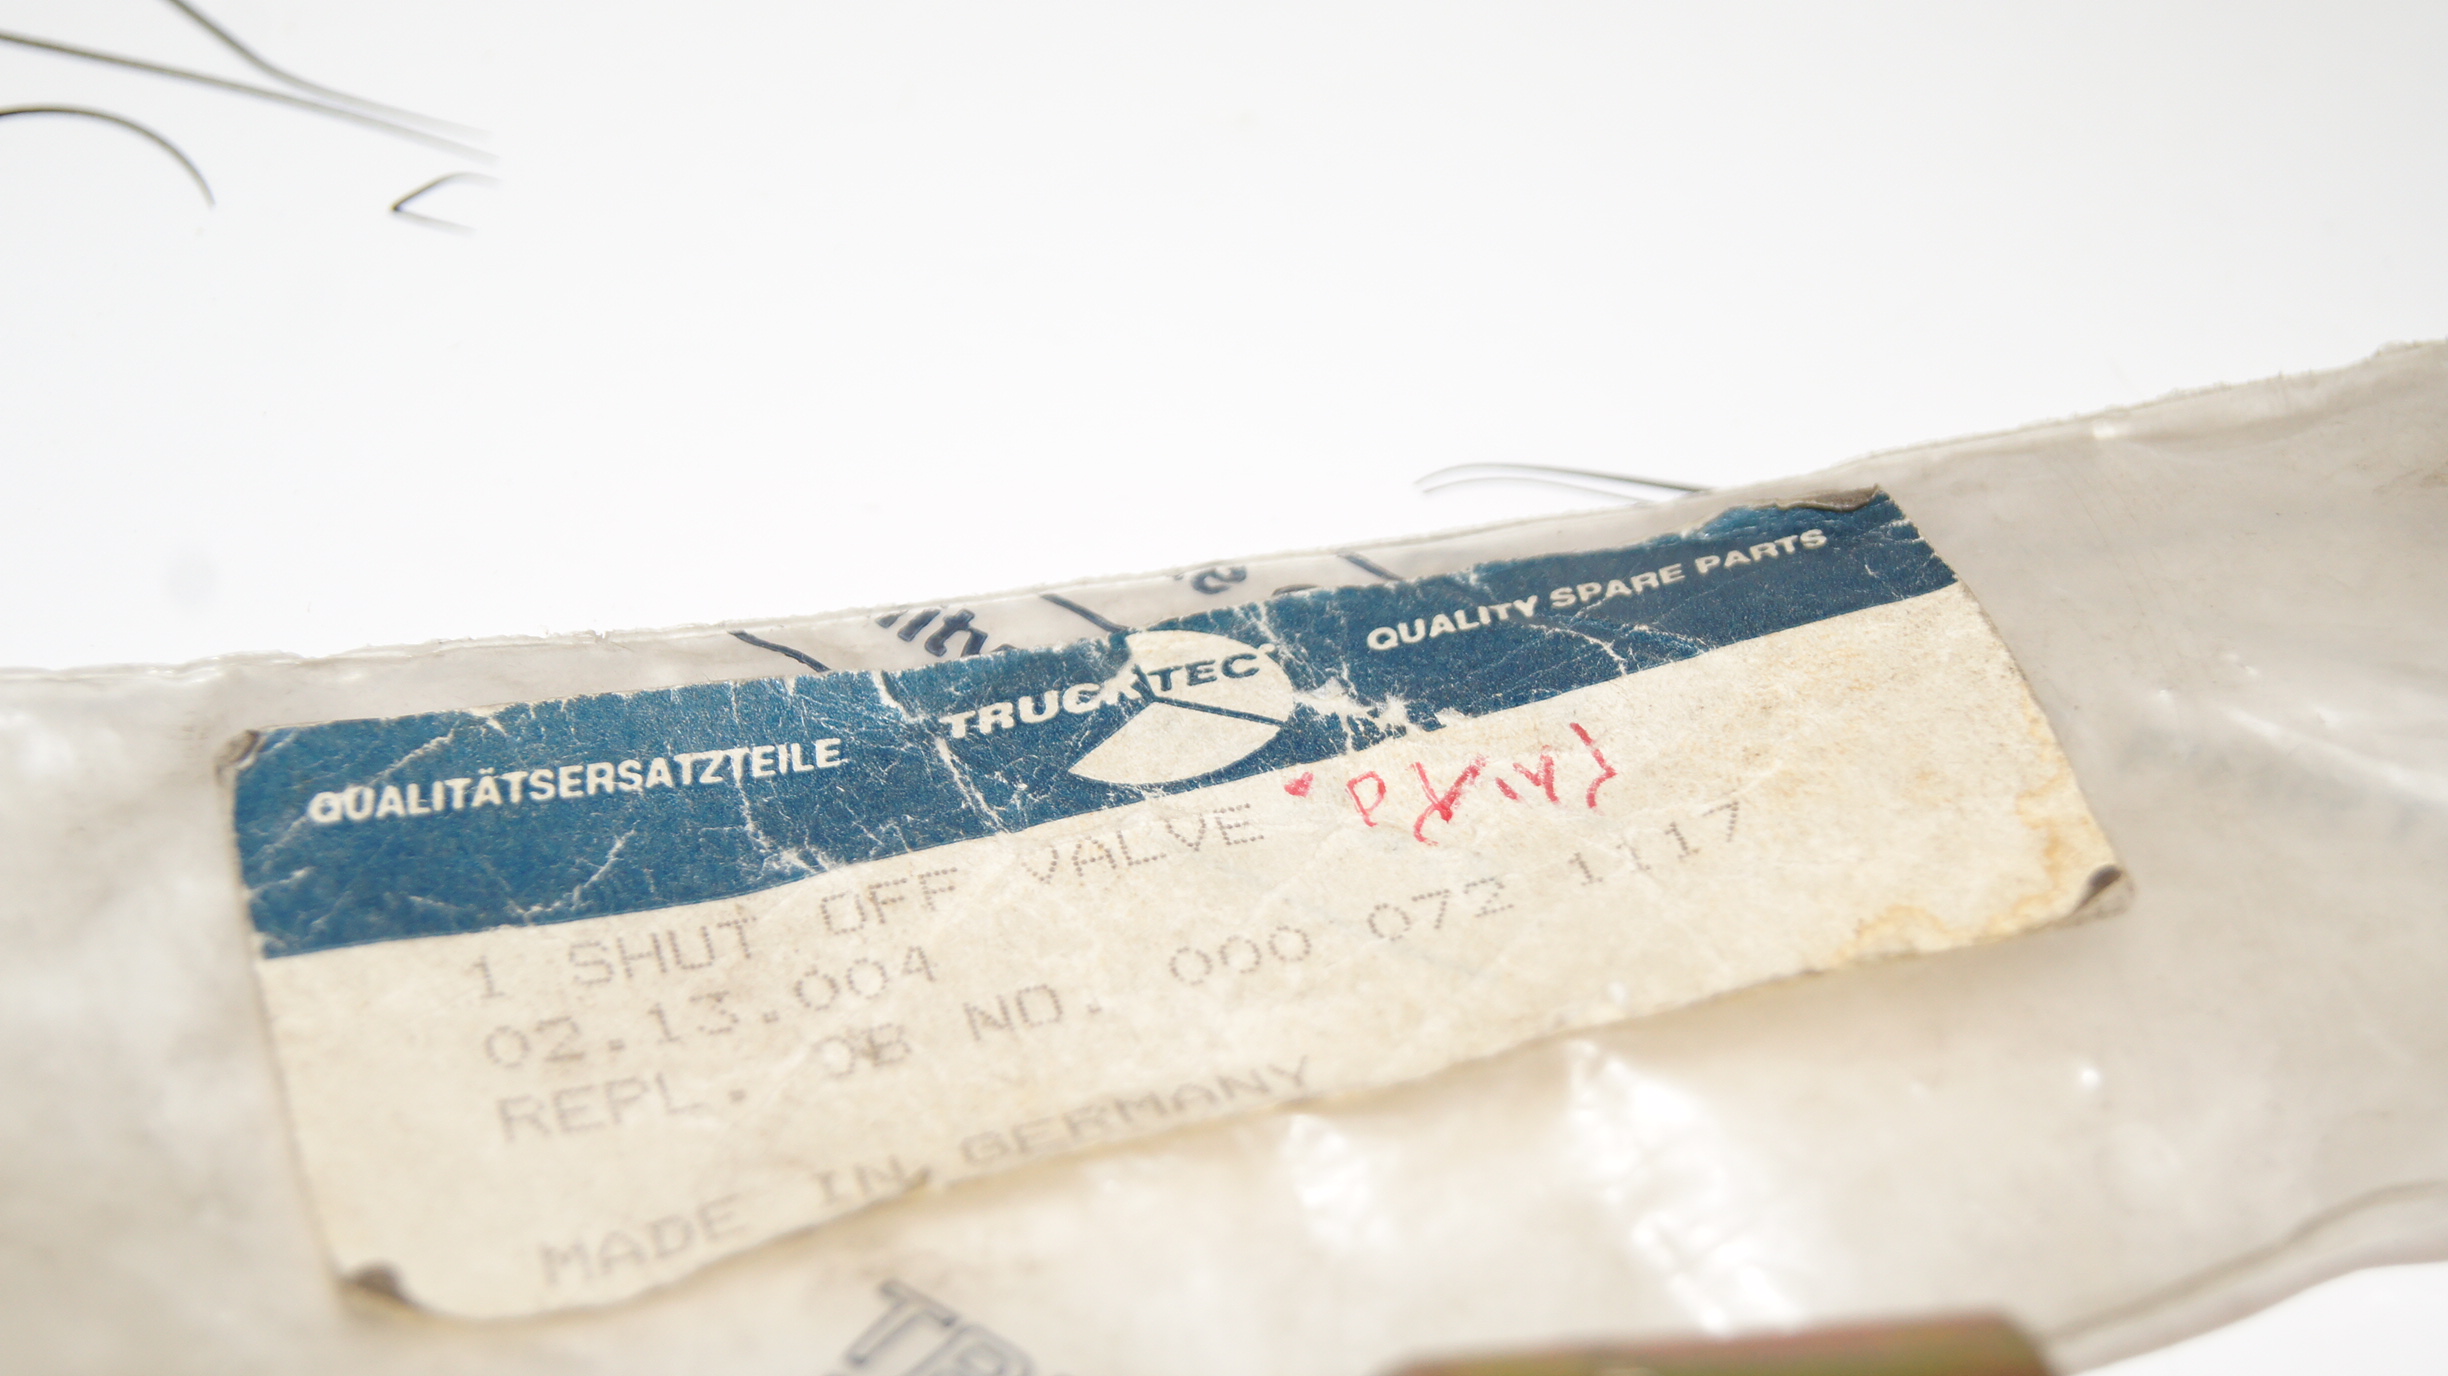 QUALITÄTSERSATZTEILE TRUCKTEC QUALITY SPARE PARTS
1 SHUT OFF VALVE
02.13.004
REPL. DB NO. 000 072 1117
MADE IN GERMANY